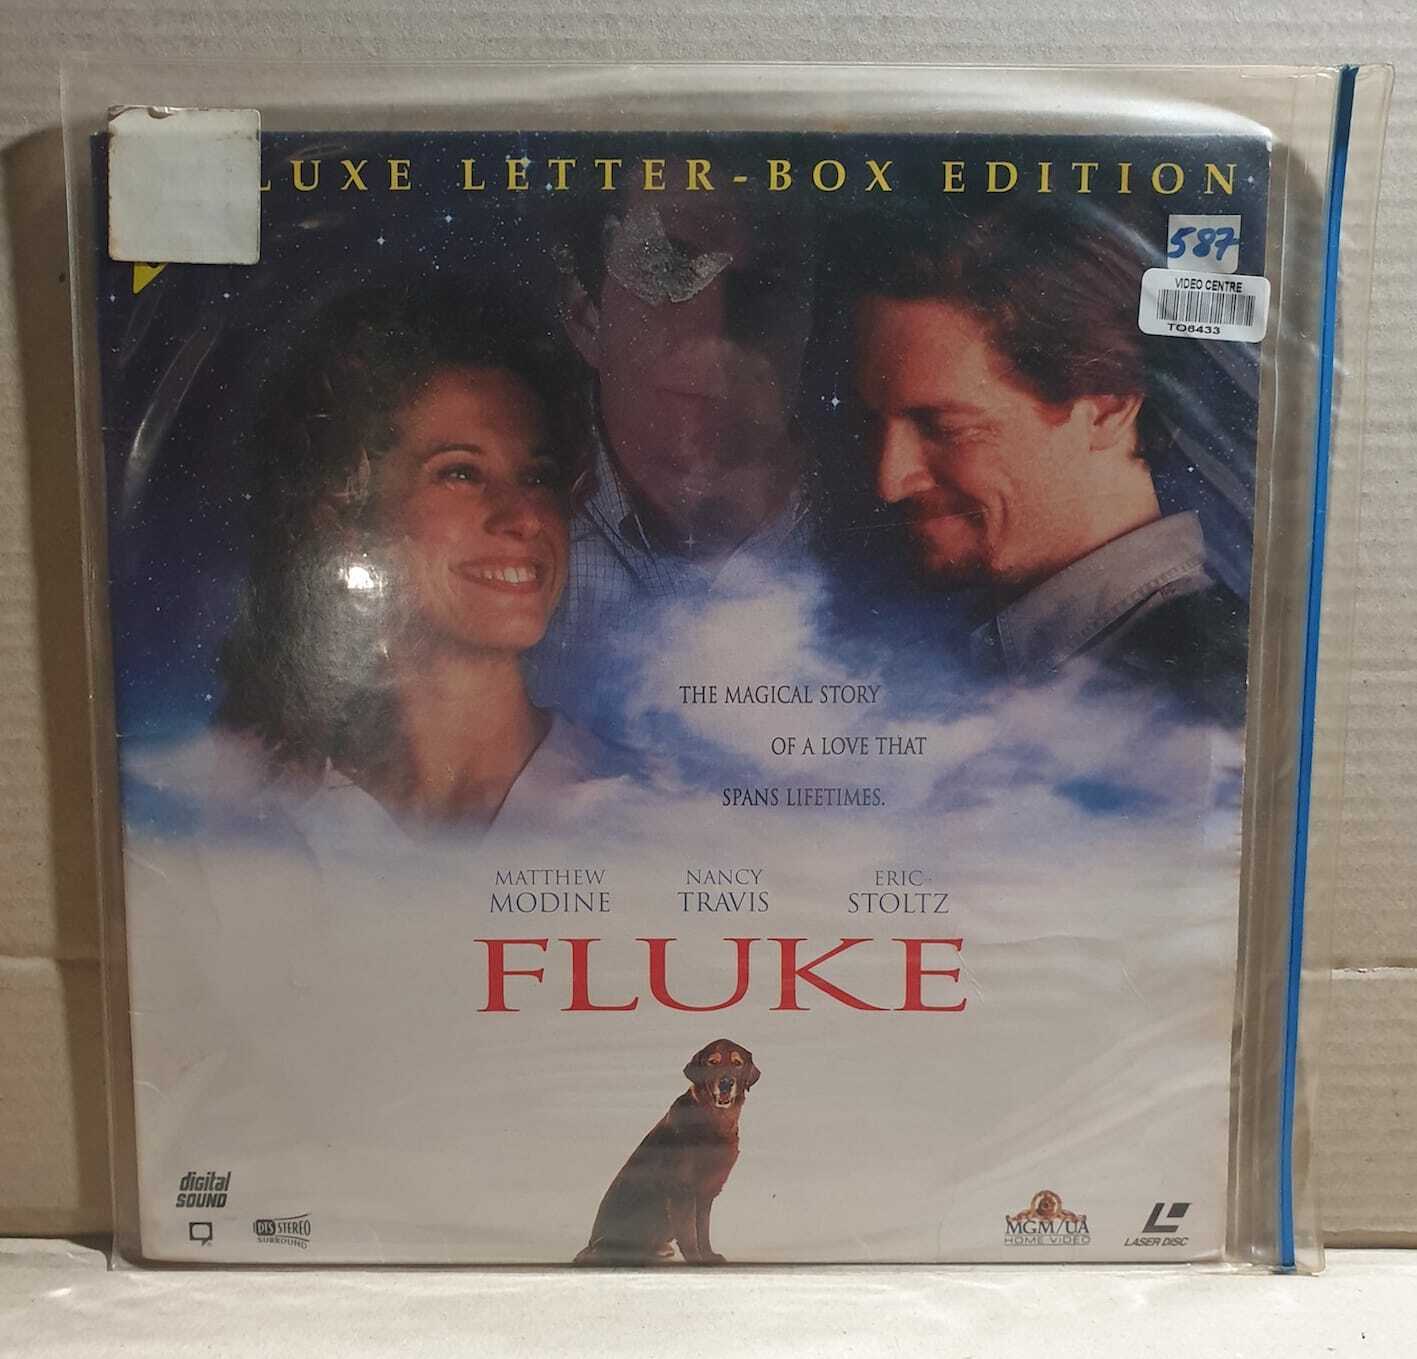 LUXE LETTER-BOX EDITION
587
VIDEO CENTRE
TO6433
THE MAGICAL STORY
OF A LOVE THAT
SPANS LIFETIMES.
MATTHEW MODINE
NANCY TRAVIS
ERIC STOLTZ
FLUKE
digital SOUND
DTS STEREO
SURROUND
MGM/UA
HOME VIDEO
LASER DISC